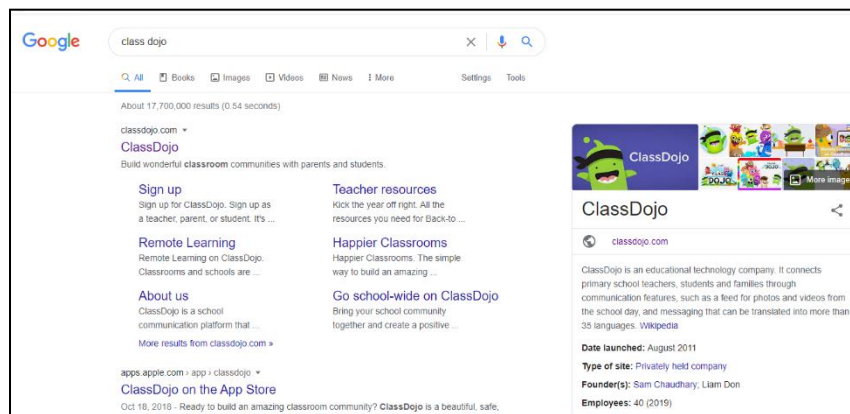 Google
class dojo
All Books Images Videos News More Settings Tools
About 17,700,000 results (0.54 seconds)
classdojo.com
ClassDojo
Build wonderful classroom communities with parents and students.
Sign up
Sign up for ClassDojo. Sign up as
a teacher, parent, or student. It's ...
Teacher resources
Kick the year off right. All the
resources you need for Back-to ...
Remote Learning
Remote Learning on ClassDojo.
Classrooms and schools are ...
Happier Classrooms
Happier Classrooms. The simple
way to build an amazing ...
About us
ClassDojo is a school
communication platform that ...
Go school-wide on ClassDojo
Bring your school community
together and create a positive ...
More results from classdojo.com »
apps.apple.com › app › classdojo
ClassDojo on the App Store
Oct 18, 2018 - Ready to build an amazing classroom community? ClassDojo is a beautiful, safe,
ClassDojo
DOJO
More image
ClassDojo
classdojo.com
ClassDojo is an educational technology company. It connects
primary school teachers, students and families through
communication features, such as a feed for photos and videos from
the school day, and messaging that can be translated into more than
35 languages. Wikipedia
Date launched: August 2011
Type of site: Privately held company
Founder(s): Sam Chaudhary; Liam Don
Employees: 40 (2019)